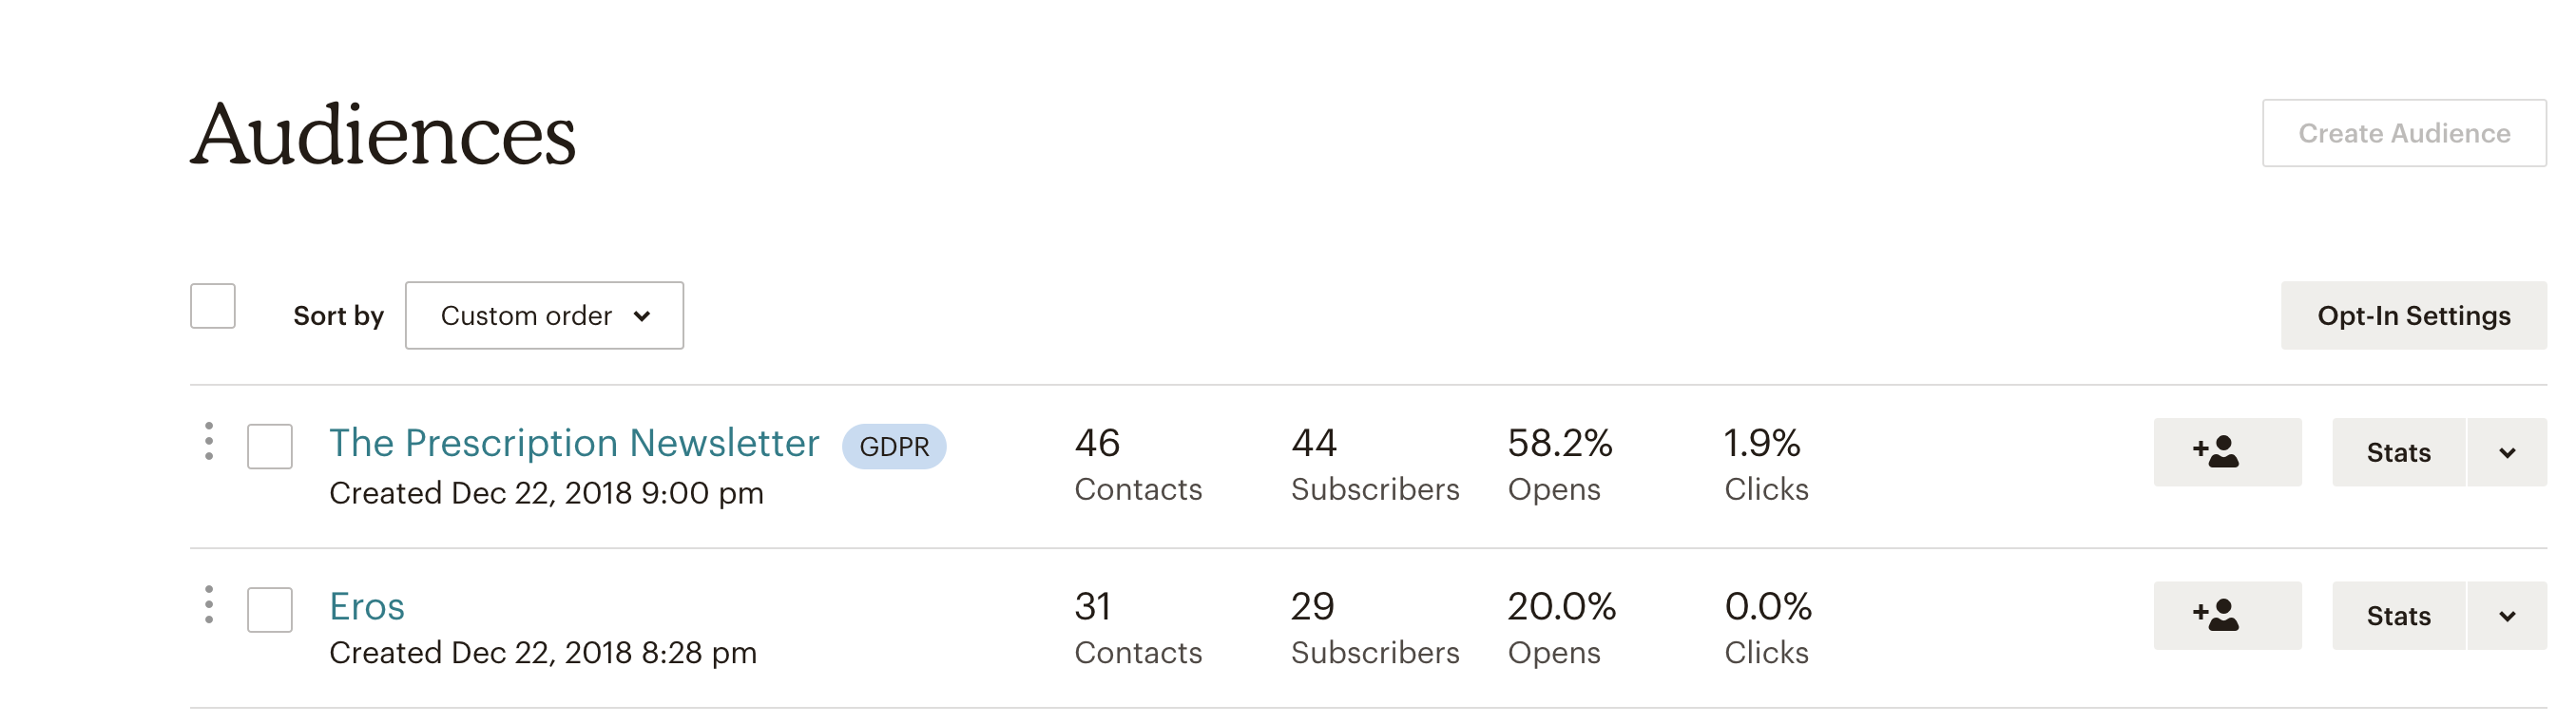 Audiences
Create Audience
Sort by
Custom order
Opt-In Settings
The Prescription Newsletter GDPR
Created Dec 22, 2018 9:00 pm
46
Contacts
44
Subscribers
58.2%
Opens
1.9%
Clicks
Stats
Eros
Created Dec 22, 2018 8:28 pm
31
Contacts
29
Subscribers
20.0%
Opens
0.0%
Clicks
Stats